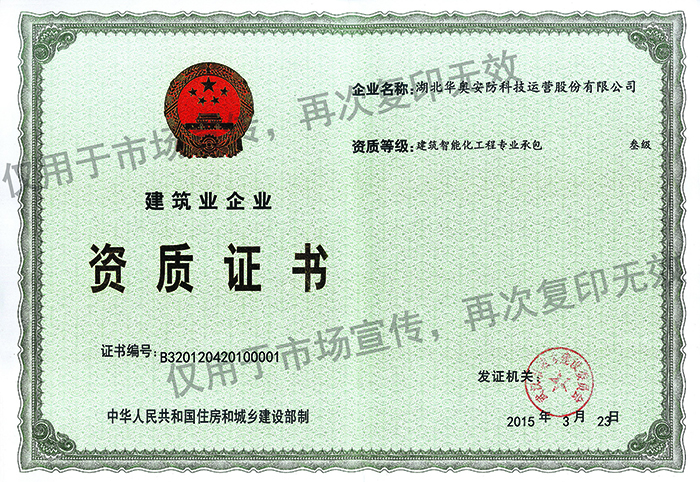 企业名称:湖北华奥安防科技运营股份有限公司
资质等级:建筑智能化工程专业承包 叁级
建筑业企业
资质证书
证书编号:B320120420100001
中华人民共和国住房和城乡建设部制
发证机关:
2015年3月23日
仅用于市场宣传,再次复印无效
仅用于市场宣传,再次复印无效